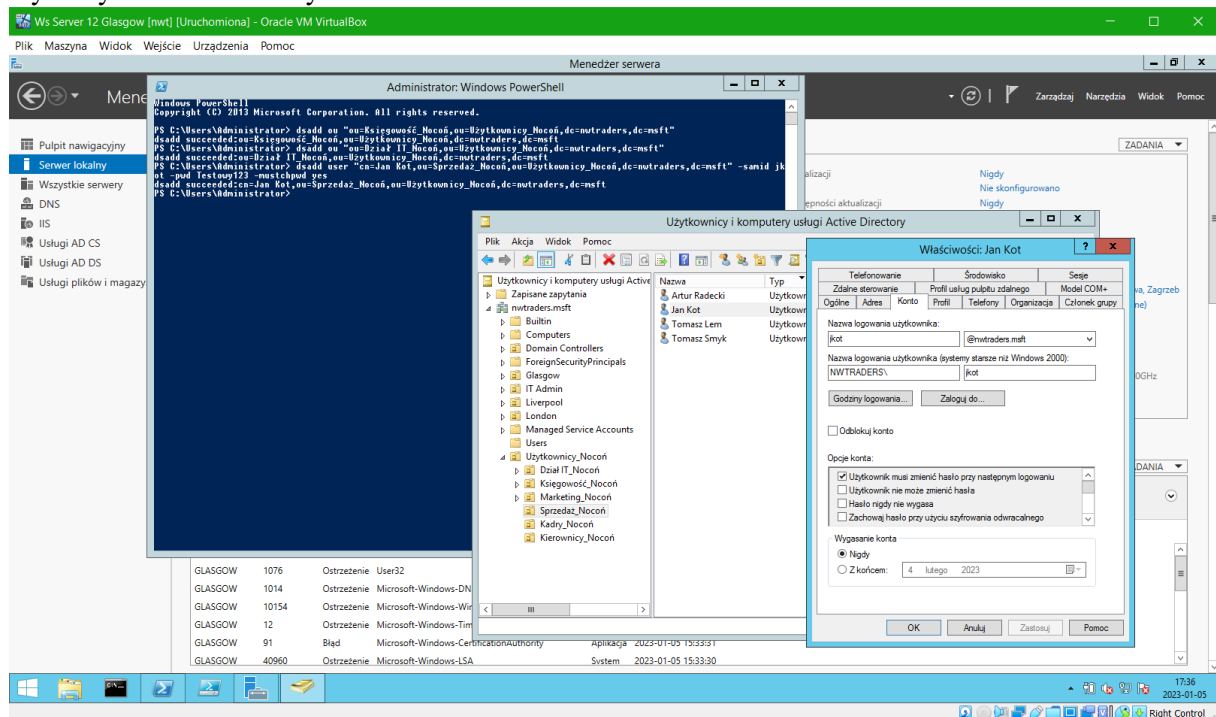 Ws Server 12 Glasgow [nwt] [Uruchomiona] - Oracle VM VirtualBox
Plik Maszyna Widok Wejście Urządzenia Pomoc
Menedżer serwera
Mene
Zarządzaj Narzędzia Widok Pomoc
Pulpit nawigacyjny
Serwer lokalny
Wszystkie serwery
DNS
IIS
Usługi AD CS
Usługi AD DS
Usługi plików i magazy
Administrator: Windows PowerShell
Windows PowerShell
Copyright (C) 2013 Microsoft Corporation. All rights reserved.
PS C:\Users\Administrator> dsadd ou "ou=Księgowość_Nocoń,ou=Użytkownicy_Nocoń,dc=nwtraders,dc=msft"
dsadd succeeded:ou=Księgowość_Nocoń,ou=Użytkownicy_Nocoń,dc=nwtraders,dc=msft
PS C:\Users\Administrator> dsadd ou "ou=Dział IT_Nocoń,ou=Użytkownicy_Nocoń,dc=nwtraders,dc=msft"
dsadd succeeded:ou=Dział IT_Nocoń,ou=Użytkownicy_Nocoń,dc=nwtraders,dc=msft
PS C:\Users\Administrator> dsadd user "cn=Jan Kot,ou=Sprzedaż_Nocoń,ou=Użytkownicy_Nocoń,dc=nwtraders,dc=msft" -samid jk
ot -pwd Testowy123 -mustchpwd yes
dsadd succeeded:cn=Jan Kot,ou=Sprzedaż_Nocoń,ou=Użytkownicy_Nocoń,dc=nwtraders,dc=msft
PS C:\Users\Administrator>
ZADANIA
alizacji Nigdy
Nie skonfigurowano
ępności aktualizacji Nigdy
wa, Zagrzeb
ne)
0GHz
ADANIA
Użytkownicy i komputery usługi Active Directory
Plik Akcja Widok Pomoc
Użytkownicy i komputery usługi Active
Zapisane zapytania
nwtraders.msft
Builtin
Computers
Domain Controllers
ForeignSecurityPrincipals
Glasgow
IT Admin
Liverpool
London
Managed Service Accounts
Users
Użytkownicy_Nocoń
Dział IT_Nocoń
Księgowość_Nocoń
Marketing_Nocoń
Sprzedaż_Nocoń
Kadry_Nocoń
Kierownicy_Nocoń
Nazwa Typ
Artur Radecki Użytkowr
Jan Kot Użytkowr
Tomasz Lem Użytkowr
Tomasz Smyk Użytkowr
Właściwości: Jan Kot
Telefonowanie Środowisko Sesje
Zdalne sterowanie Profil usług pulpitu zdalnego Model COM+
Ogólne Adres Konto Profil Telefony Organizacja Członek grupy
Nazwa logowania użytkownika:
jkot @nwtraders.msft
Nazwa logowania użytkownika (systemy starsze niż Windows 2000):
NWTRADERS\ jkot
Godziny logowania... Zaloguj do...
Odblokuj konto
Opcje konta:
Użytkownik musi zmienić hasło przy następnym logowaniu
Użytkownik nie może zmienić hasła
Hasło nigdy nie wygasa
Zachowaj hasło przy użyciu szyfrowania odwracalnego
Wygasanie konta
Nigdy
Z końcem: 4 lutego 2023
OK Anuluj Zastosuj Pomoc
GLASGOW 1076 Ostrzeżenie User32
GLASGOW 1014 Ostrzeżenie Microsoft-Windows-DN
GLASGOW 10154 Ostrzeżenie Microsoft-Windows-Wir
GLASGOW 12 Ostrzeżenie Microsoft-Windows-Tim
GLASGOW 91 Błąd Microsoft-Windows-CertificationAuthority Aplikacja 2023-01-05 15:33:31
GLASGOW 40960 Ostrzeżenie Microsoft-Windows-LSA System 2023-01-05 15:33:30
17:36
2023-01-05
Right Control